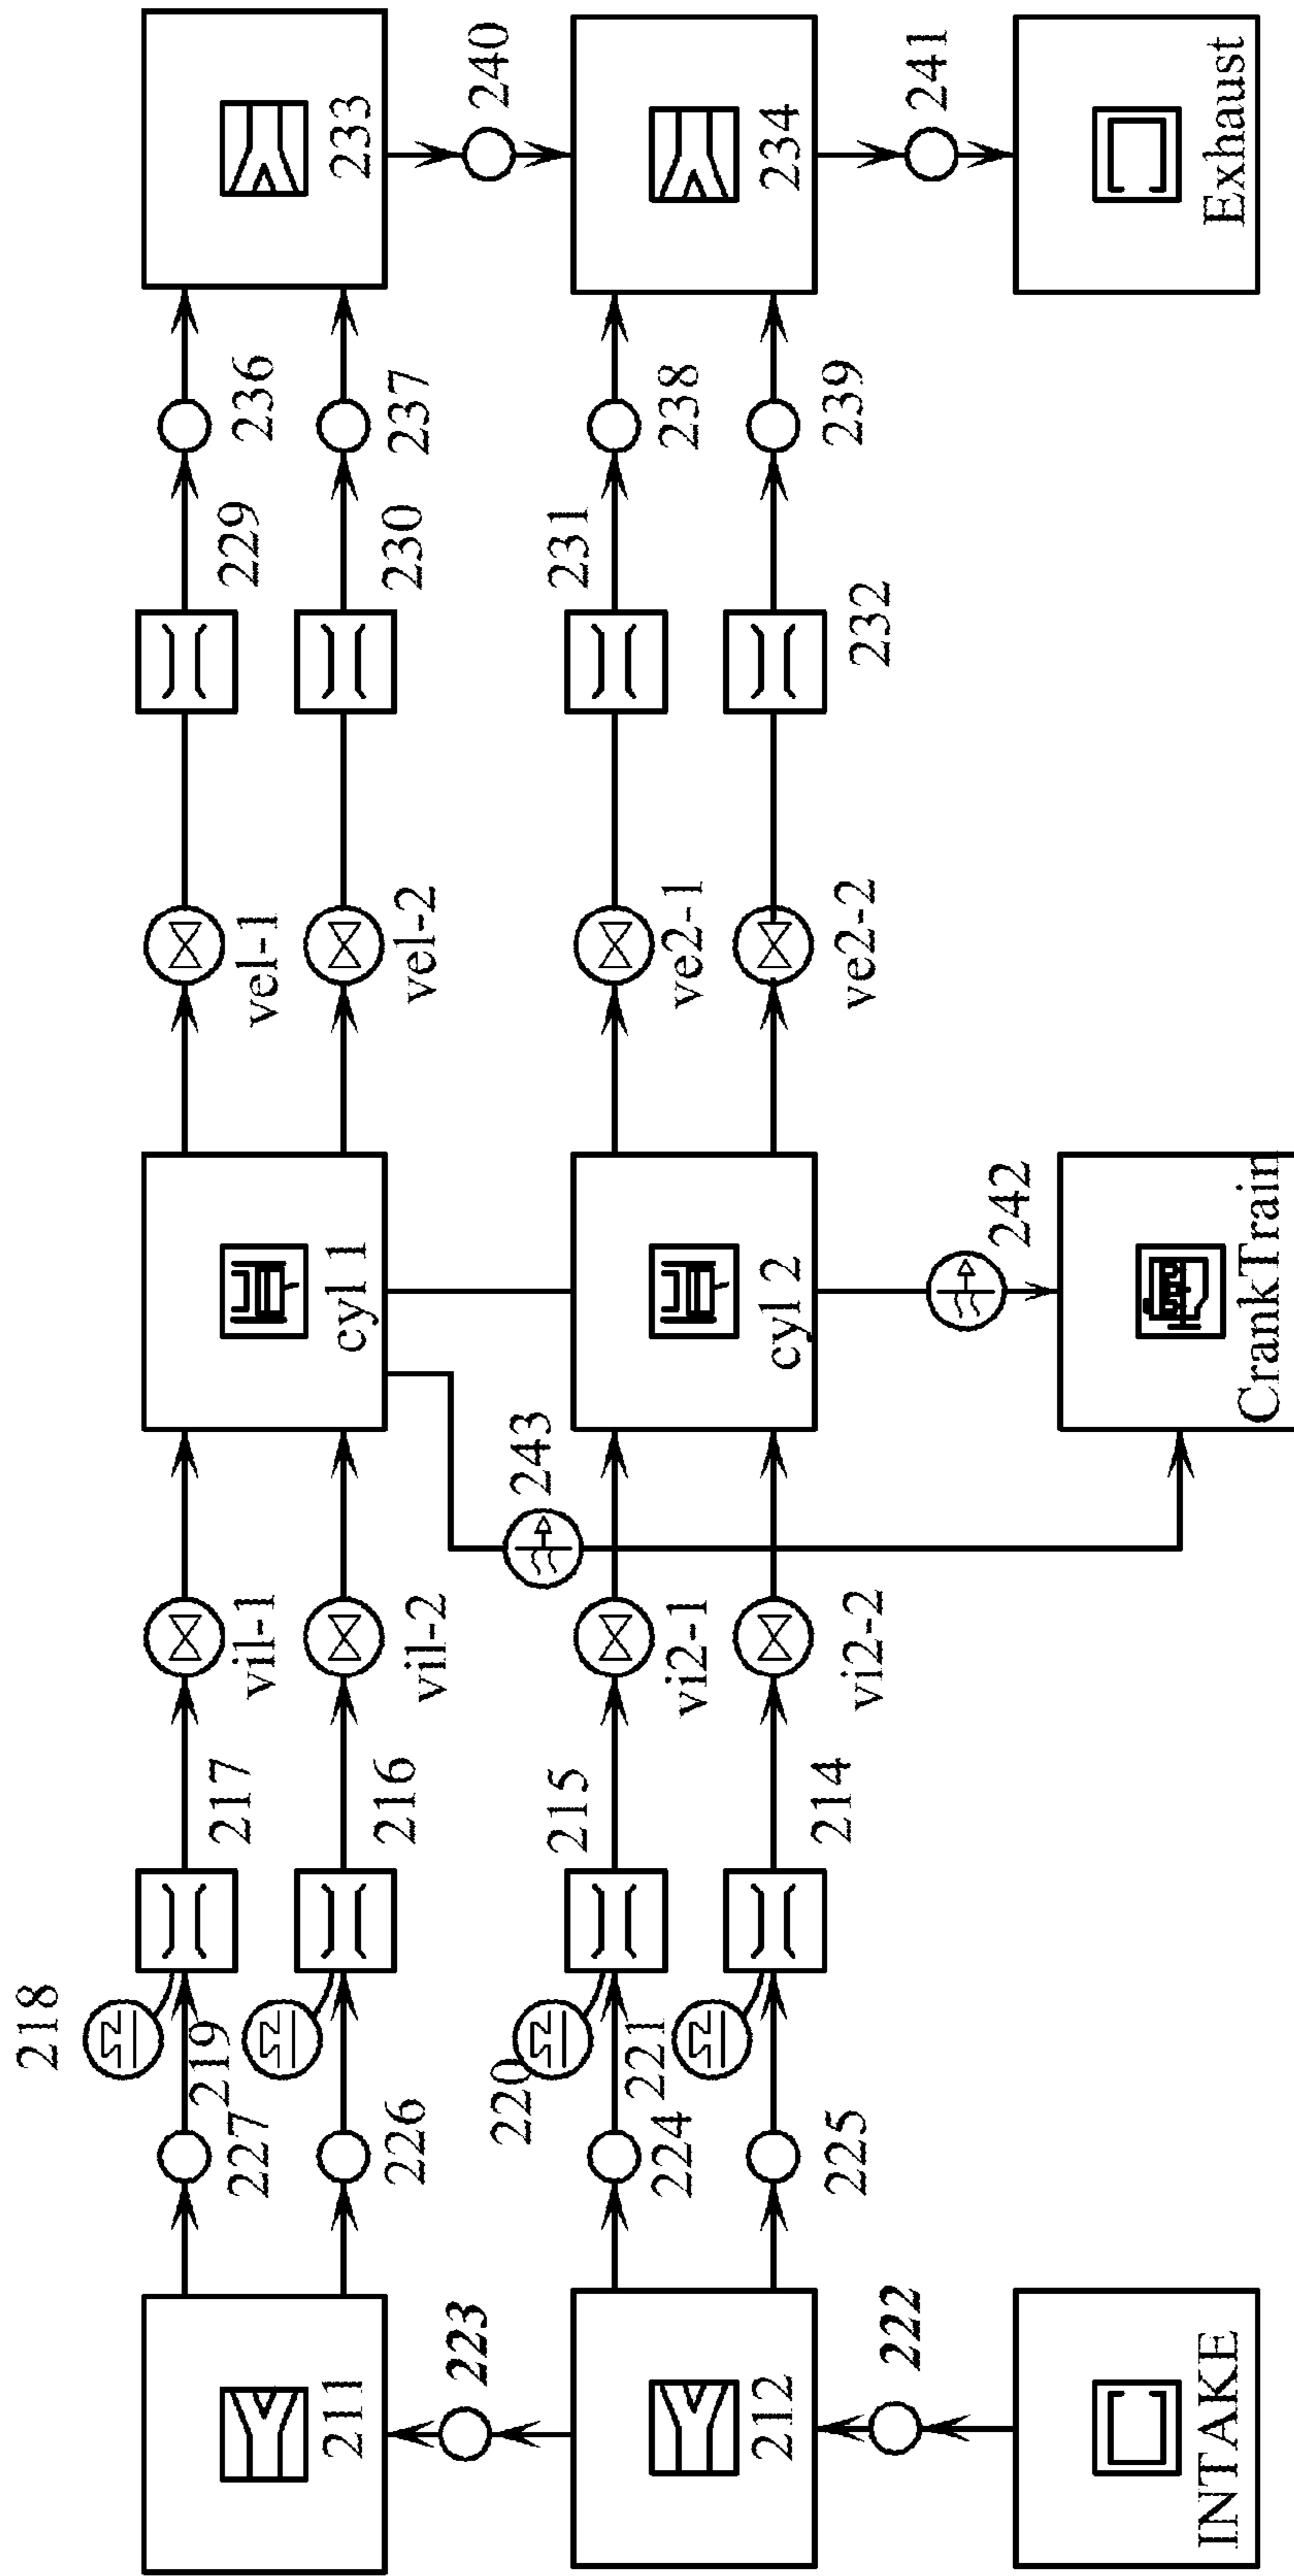 218
227
219
217
vil-1
vel-1
229
236
211
226
216
vil-2
cyl 1
vel-2
230
237
233
223
243
240
220
224
221
215
vi2-1
ve2-1
231
238
212
225
214
vi2-2
cyl 2
ve2-2
232
239
234
222
242
241
INTAKE
CrankTrain
Exhaust